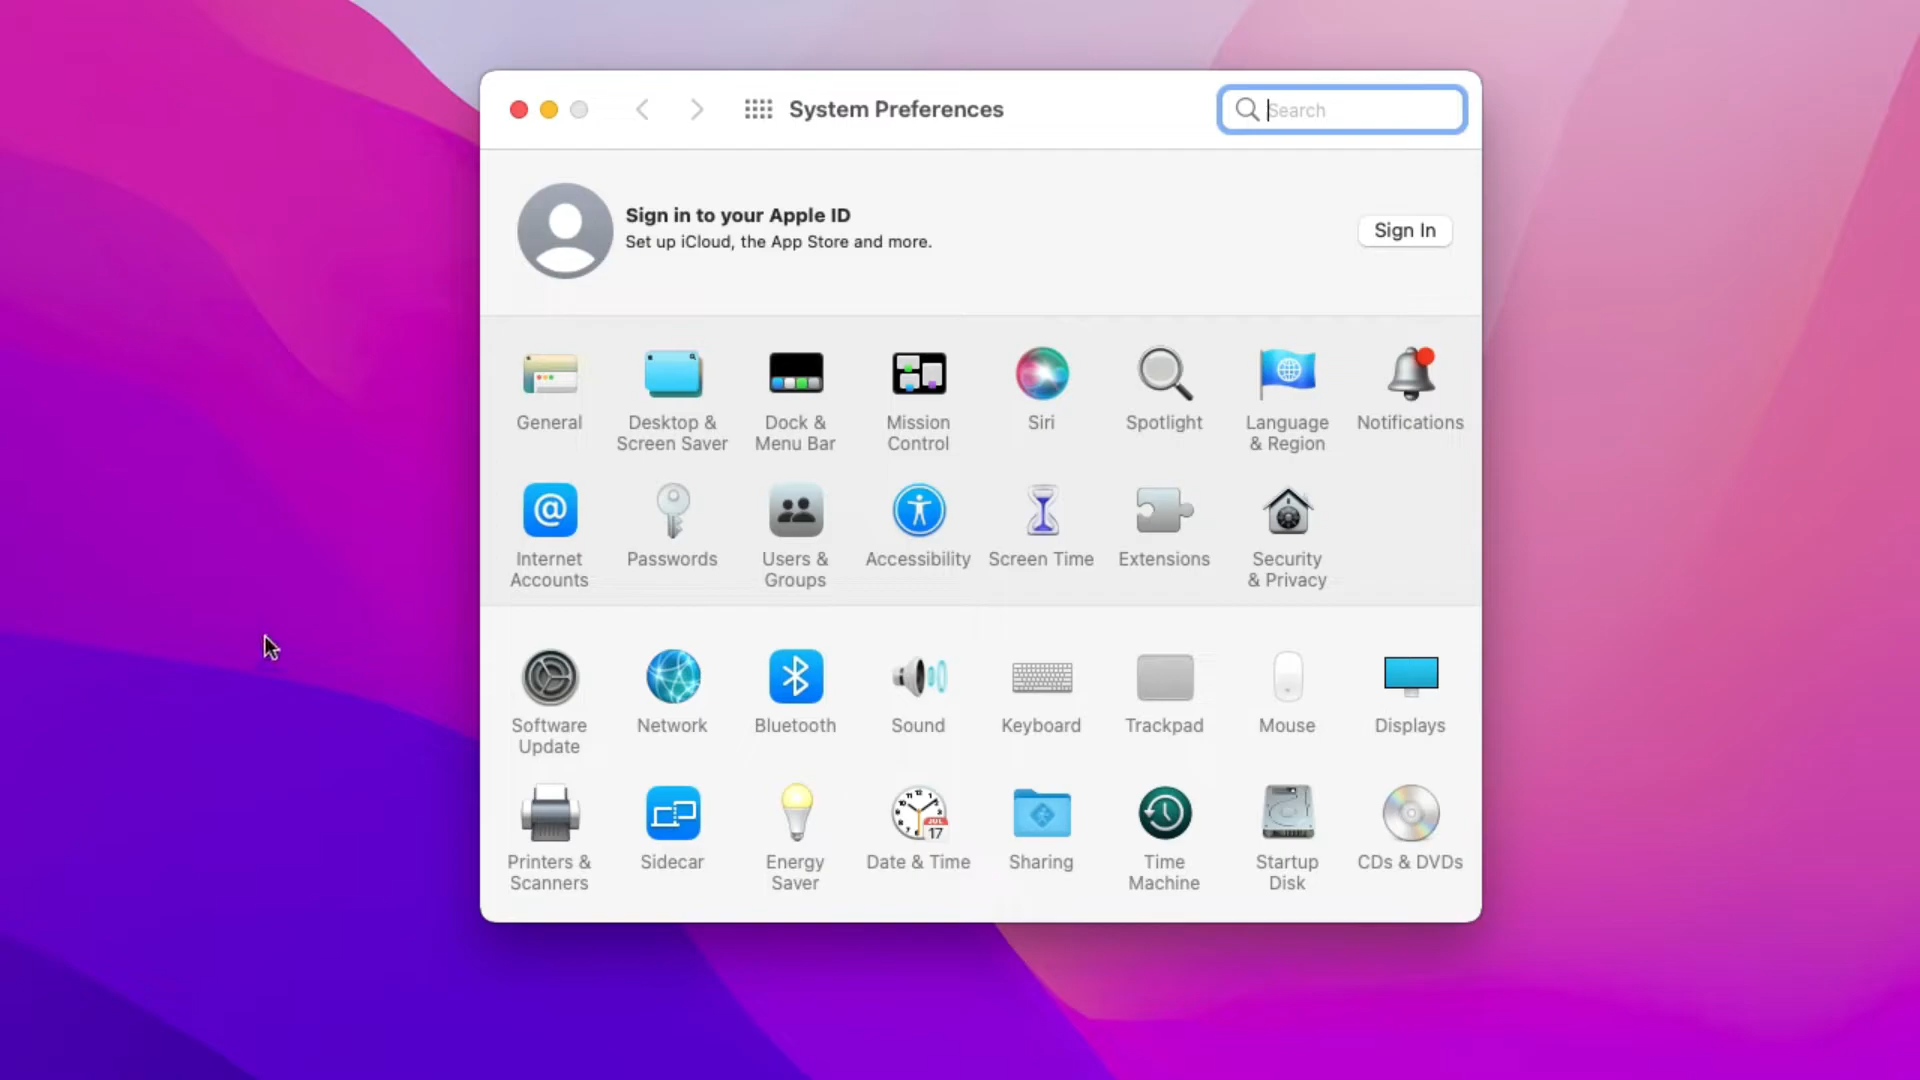 System Preferences
Search
Sign in to your Apple ID
Set up iCloud, the App Store and more.
Sign In
General
Desktop &
Screen Saver
Dock &
Menu Bar
Mission
Control
Siri
Spotlight
Language
& Region
Notifications
Internet
Accounts
Passwords
Users &
Groups
Accessibility
Screen Time
Extensions
Security
& Privacy
Software
Update
Network
Bluetooth
Sound
Keyboard
Trackpad
Mouse
Displays
Printers &
Scanners
Sidecar
Energy
Saver
JUL
17
Date & Time
Sharing
Time
Machine
Startup
Disk
CDs & DVDs